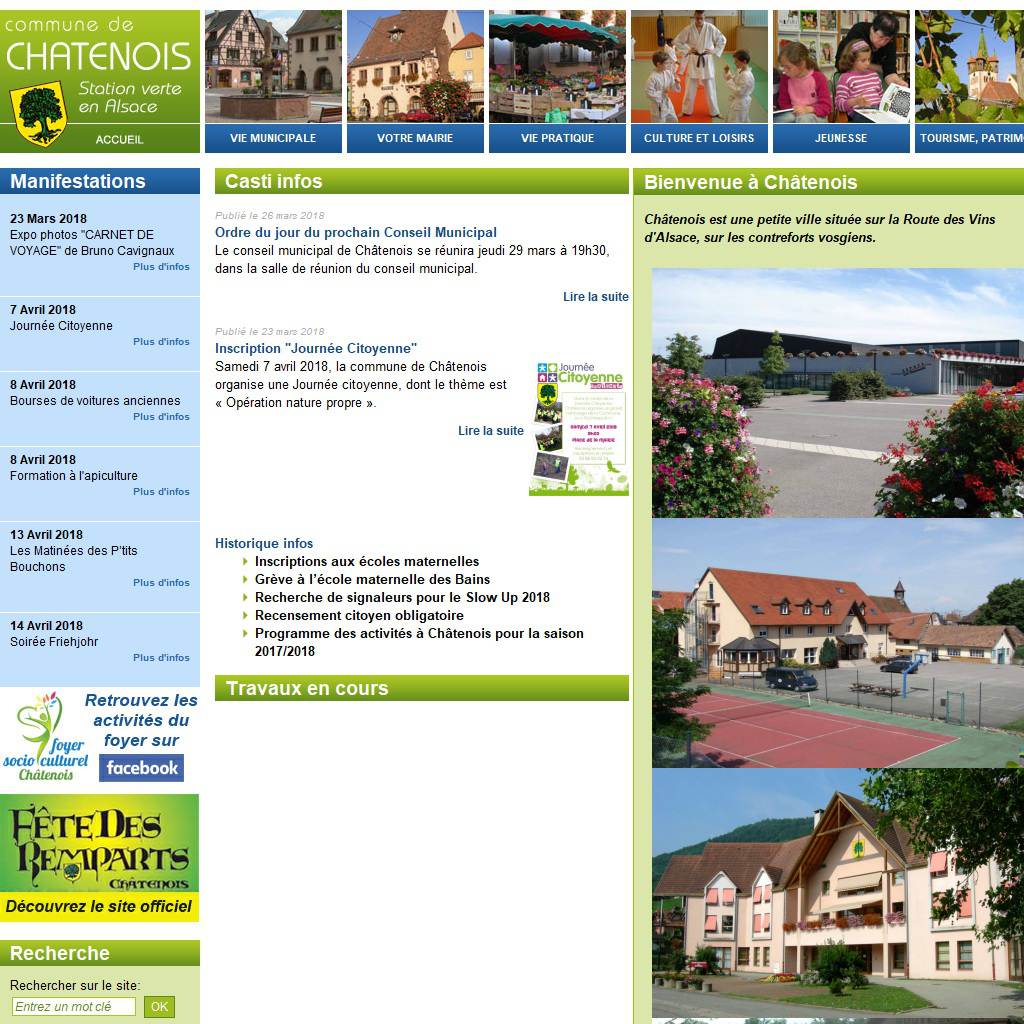 commune de
CHATENOIS
Station verte
en Alsace
ACCUEIL
VIE MUNICIPALE
VOTRE MAIRIE
VIE PRATIQUE
CULTURE ET LOISIRS
JEUNESSE
TOURISME, PATRIM
Manifestations
23 Mars 2018
Expo photos "CARNET DE
VOYAGE" de Bruno Cavignaux
Plus d'infos
7 Avril 2018
Journée Citoyenne
Plus d'infos
8 Avril 2018
Bourses de voitures anciennes
Plus d'infos
8 Avril 2018
Formation à l'apiculture
Plus d'infos
13 Avril 2018
Les Matinées des P'tits
Bouchons
Plus d'infos
14 Avril 2018
Soirée Friehjohr
Plus d'infos
Retrouvez les
activités du
foyer sur
facebook
foyer
socio culturel
Châtenois
FÊTE DES
REMPARTS
CHÂTENOIS
Découvrez le site officiel
Recherche
Rechercher sur le site:
Entrez un mot clé
OK
Casti infos
Publié le 26 mars 2018
Ordre du jour du prochain Conseil Municipal
Le conseil municipal de Châtenois se réunira jeudi 29 mars à 19h30,
dans la salle de réunion du conseil municipal.
Lire la suite
Publié le 23 mars 2018
Inscription "Journée Citoyenne"
Samedi 7 avril 2018, la commune de Châtenois
organise une Journée citoyenne, dont le thème est
« Opération nature propre ».
Lire la suite
Journée
Citoyenne
Samedi 7 avril 2018
Place de la Mairie
Historique infos
Inscriptions aux écoles maternelles
Grève à l’école maternelle des Bains
Recherche de signaleurs pour le Slow Up 2018
Recensement citoyen obligatoire
Programme des activités à Châtenois pour la saison
2017/2018
Travaux en cours
Bienvenue à Châtenois
Châtenois est une petite ville située sur la Route des Vins
d'Alsace, sur les contreforts vosgiens.